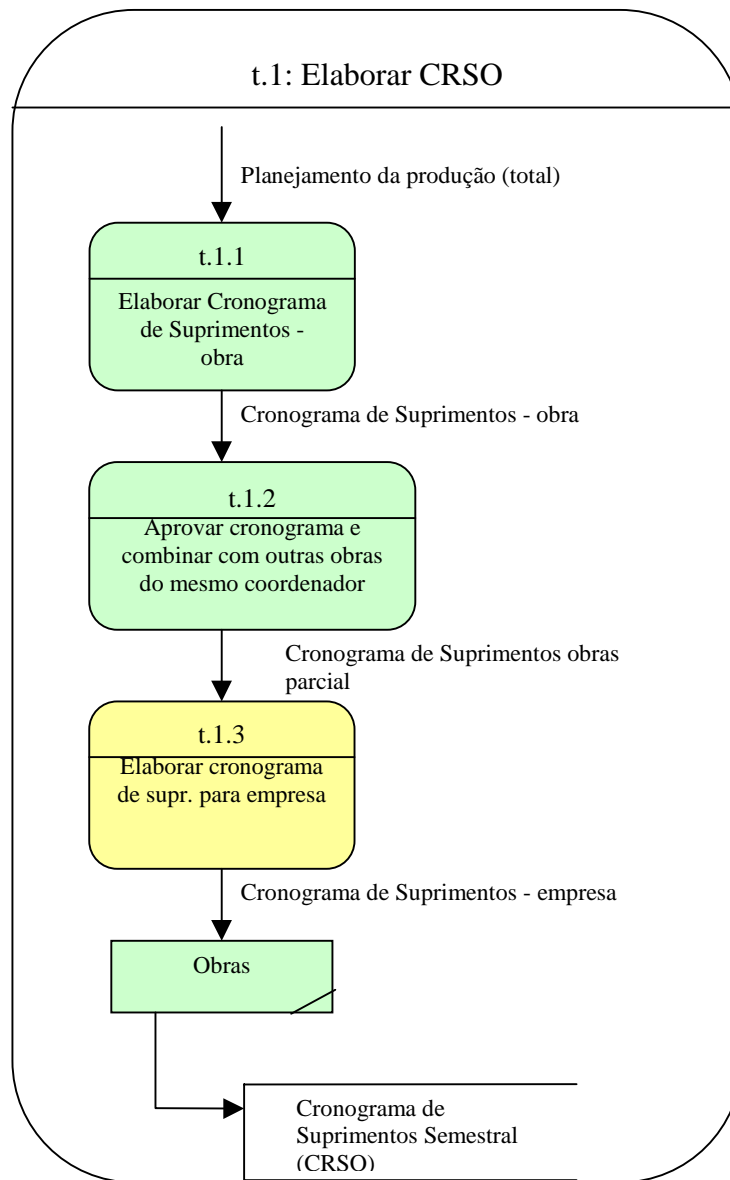 t.1: Elaborar CRSO
Planejamento da produção (total)
t.1.1
Elaborar Cronograma
de Suprimentos -
obra
Cronograma de Suprimentos - obra
t.1.2
Aprovar cronograma e
combinar com outras obras
do mesmo coordenador
Cronograma de Suprimentos obras
parcial
t.1.3
Elaborar cronograma
de supr. para empresa
Cronograma de Suprimentos - empresa
Obras
Cronograma de
Suprimentos Semestral
(CRSO)